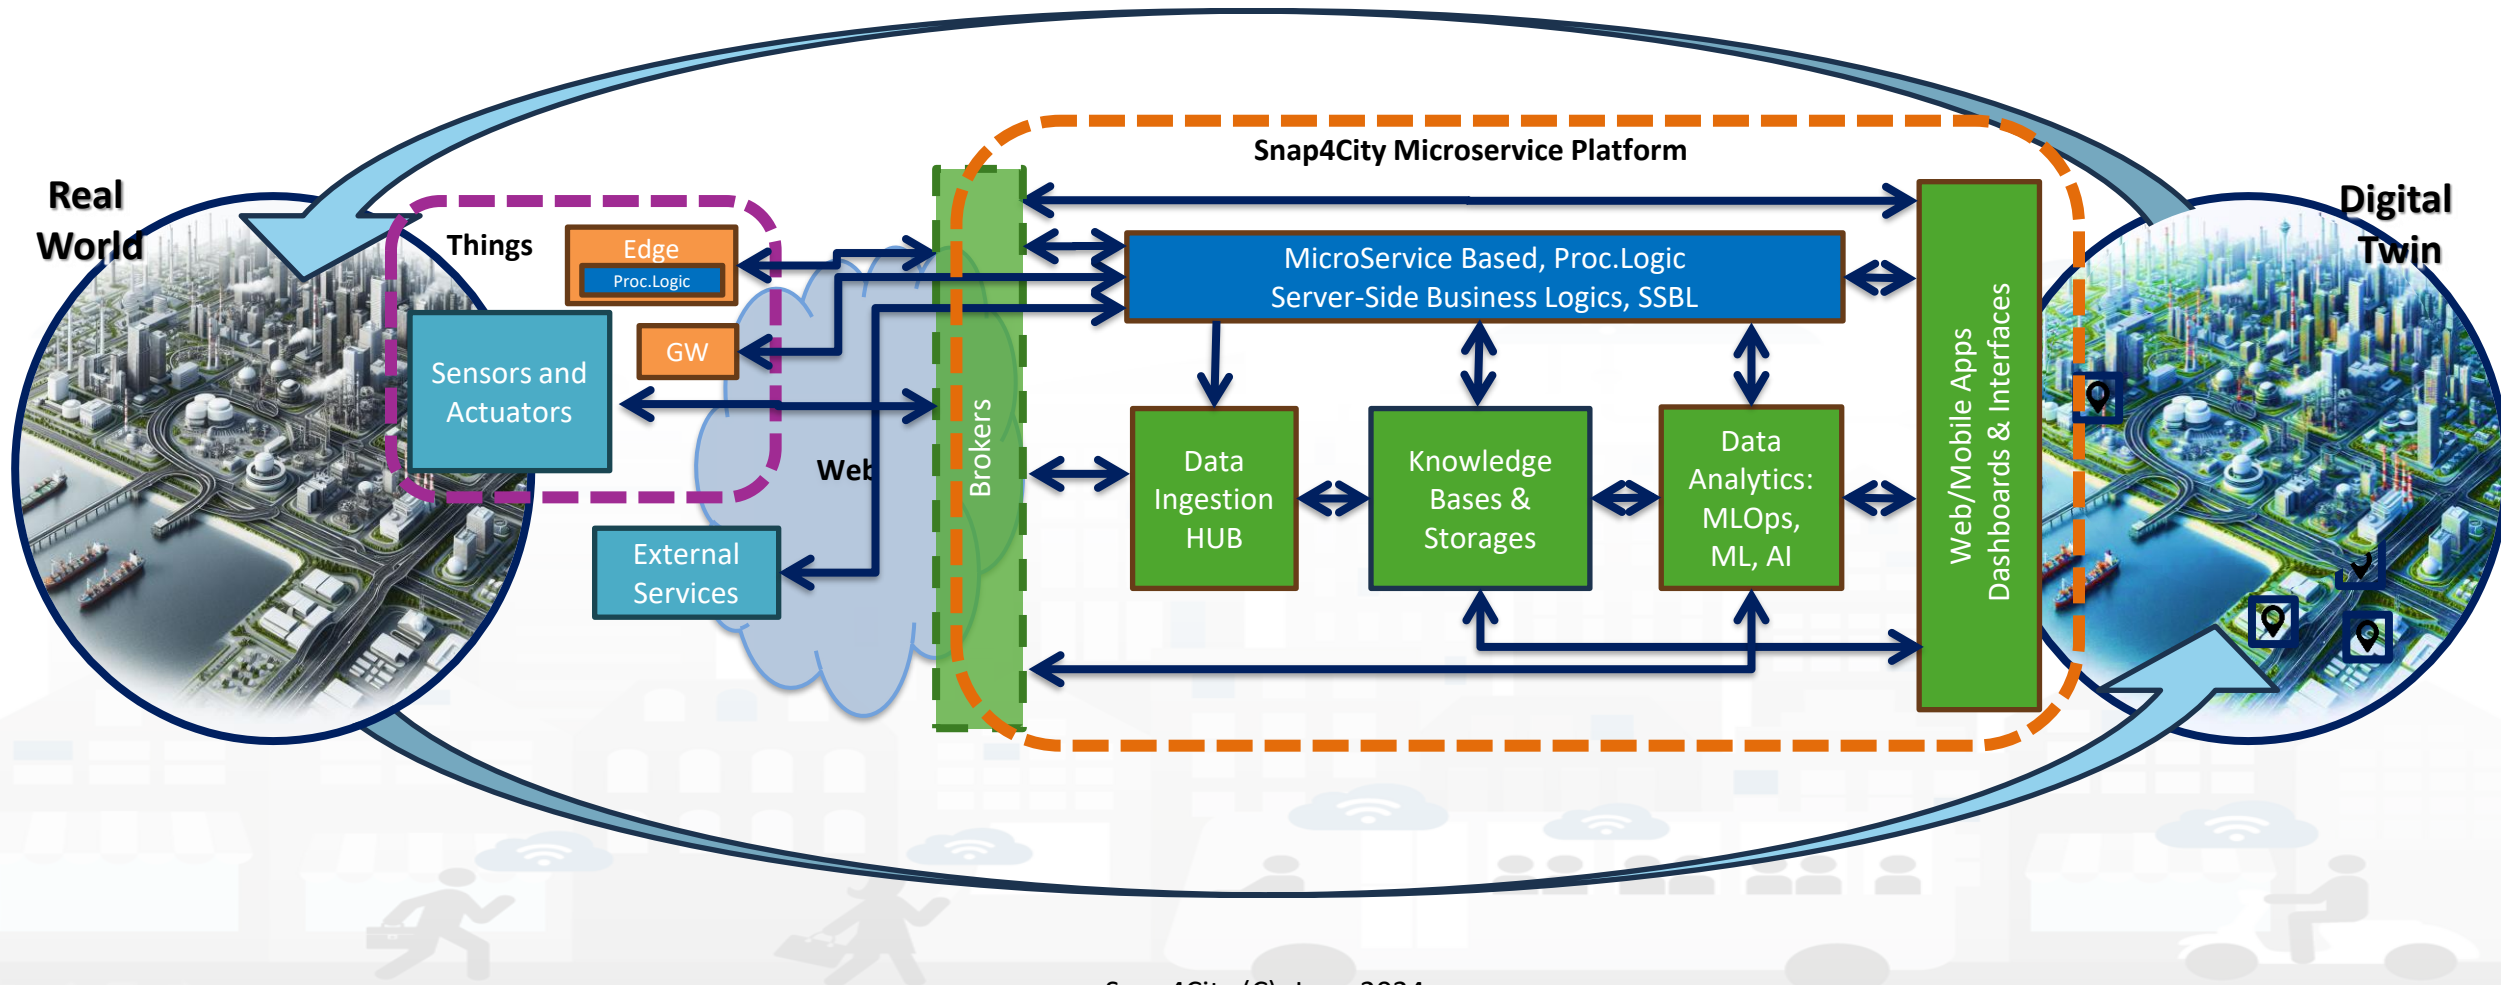 Snap4City Microservice Platform
Real
World
Digital
Twin
Things
Edge
Proc.Logic
GW
Sensors and
Actuators
External
Services
Web
Brokers
MicroService Based, Proc.Logic
Server-Side Business Logics, SSBL
Data
Ingestion
HUB
Knowledge
Bases &
Storages
Data
Analytics:
MLOps,
ML, AI
Web/Mobile Apps
Dashboards & Interfaces